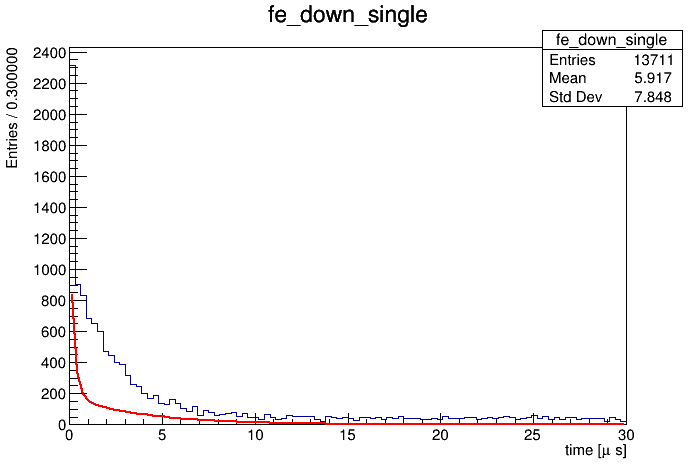 fe_down_single
fe_down_single
Entries 13711
Mean 5.917
Std Dev 7.848
Entries / 0.300000
2400
2200
2000
1800
1600
1400
1200
1000
800
600
400
200
0
0 5 10 15 20 25 30
time [μ s]